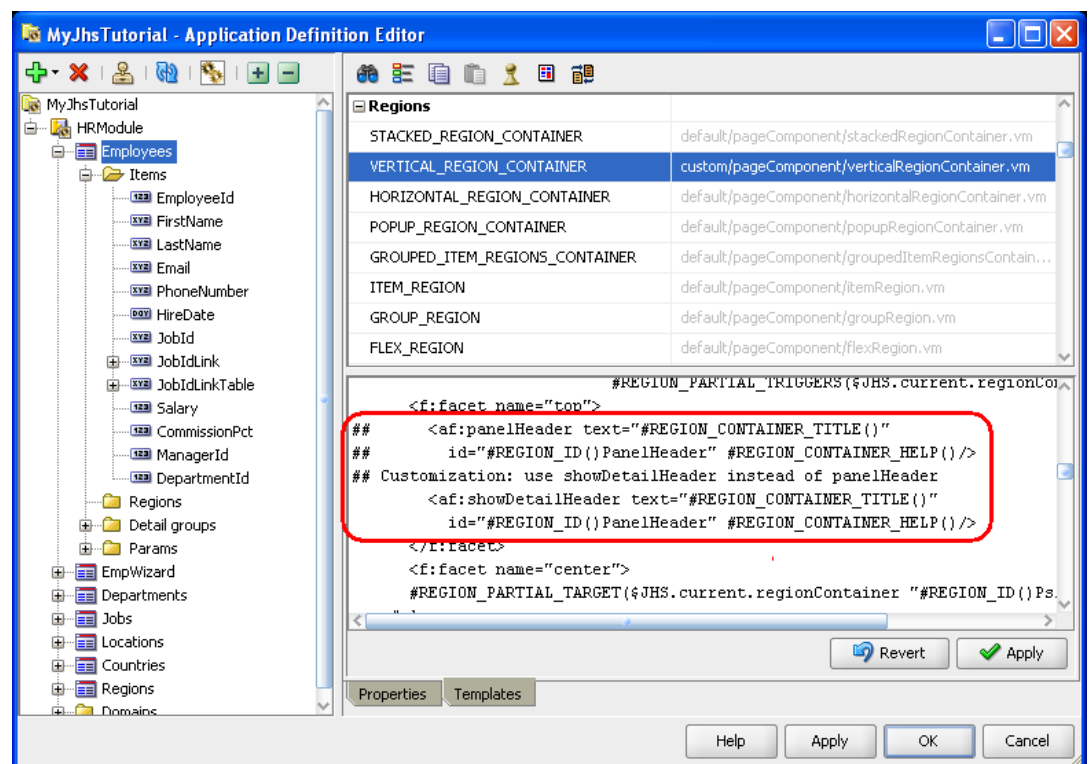 MyJhsTutorial - Application Definition Editor
MyJhsTutorial
HRModule
Employees
Items
EmployeeId
FirstName
LastName
Email
PhoneNumber
HireDate
JobId
JobIdLink
JobIdLinkTable
Salary
CommissionPct
ManagerId
DepartmentId
Regions
Detail groups
Params
EmpWizard
Departments
Jobs
Locations
Countries
Regions
Domains
Regions
STACKED_REGION_CONTAINER default/pageComponent/stackedRegionContainer.vm
VERTICAL_REGION_CONTAINER custom/pageComponent/verticalRegionContainer.vm
HORIZONTAL_REGION_CONTAINER default/pageComponent/horizontalRegionContainer.vm
POPUP_REGION_CONTAINER default/pageComponent/popupRegionContainer.vm
GROUPED_ITEM_REGIONS_CONTAINER default/pageComponent/groupedItemRegionsContain...
ITEM_REGION default/pageComponent/itemRegion.vm
GROUP_REGION default/pageComponent/groupRegion.vm
FLEX_REGION default/pageComponent/flexRegion.vm
#REGION_PARTIAL_TRIGGERS($JHS.current.regionCon
<f:facet name="top">
## <af:panelHeader text="#REGION_CONTAINER_TITLE()"
## id="#REGION_ID()PanelHeader" #REGION_CONTAINER_HELP()/>
## Customization: use showDetailHeader instead of panelHeader
<af:showDetailHeader text="#REGION_CONTAINER_TITLE()"
id="#REGION_ID()PanelHeader" #REGION_CONTAINER_HELP()/>
</f:facet>
<f:facet name="center">
#REGION_PARTIAL_TARGET($JHS.current.regionContainer "#REGION_ID()Ps.
Revert Apply
Properties Templates
Help Apply OK Cancel